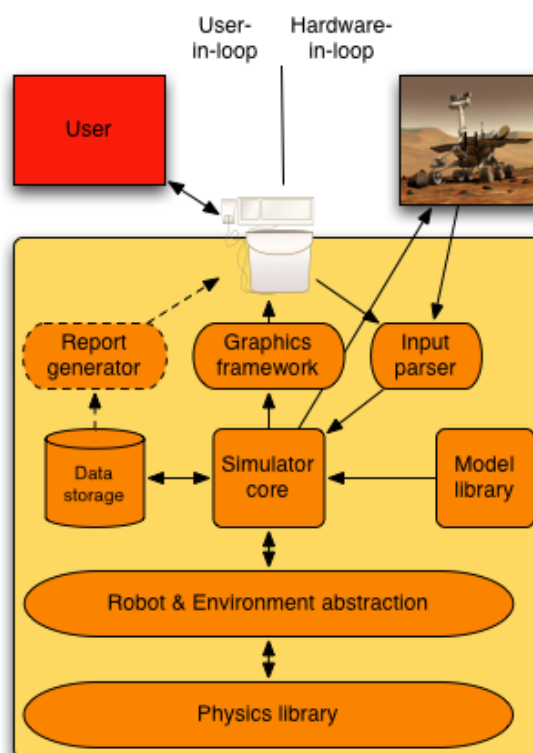 User-
in-loop
Hardware-
in-loop
User
Report
generator
Graphics
framework
Input
parser
Data
storage
Simulator
core
Model
library
Robot & Environment abstraction
Physics library